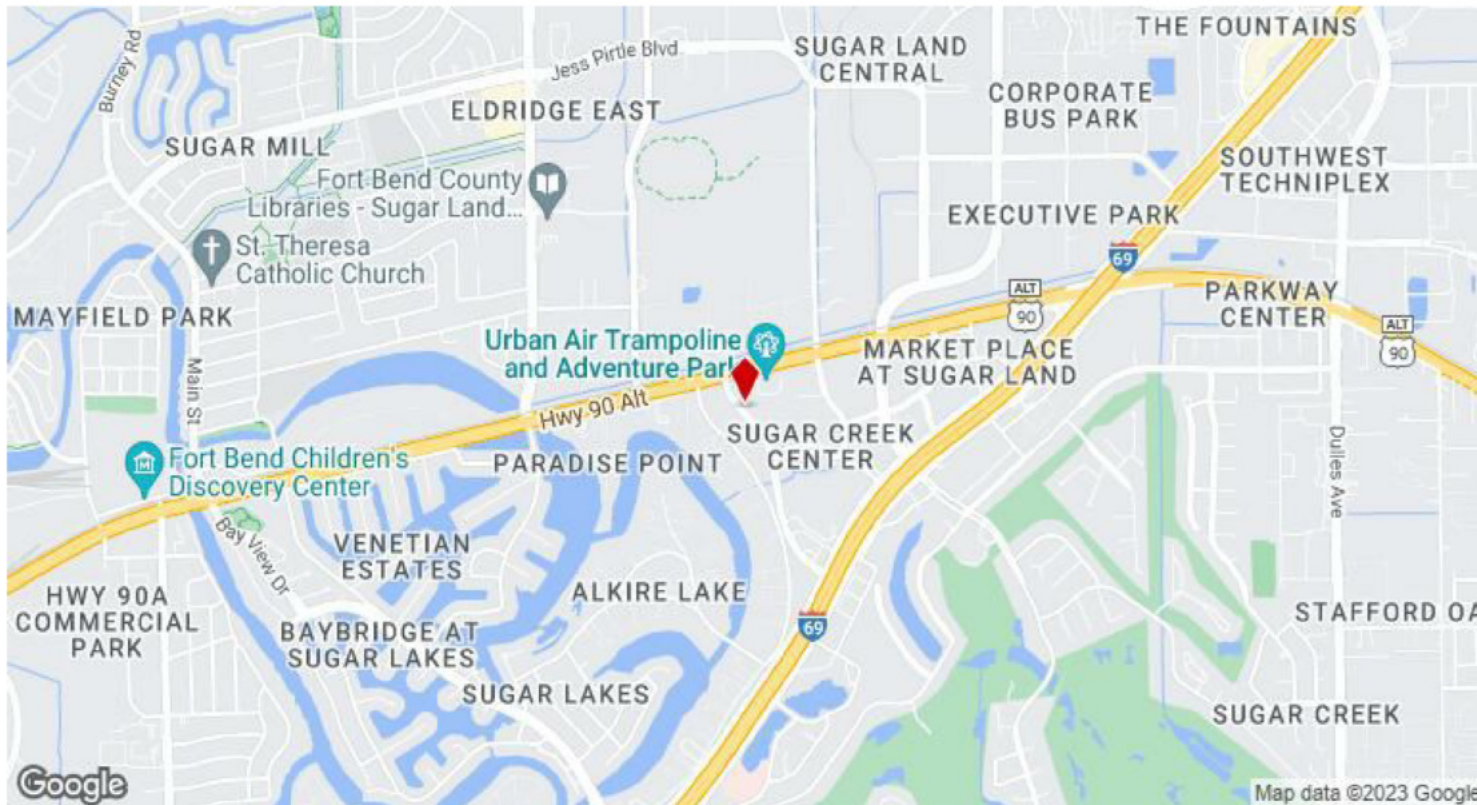 THE FOUNTAINS
Burney Rd
Jess Pirtle Blvd
SUGAR LAND
CENTRAL
ELDRIDGE EAST
CORPORATE
BUS PARK
SUGAR MILL
SOUTHWEST
TECHNIPLEX
Fort Bend County
Libraries - Sugar Land...
EXECUTIVE PARK
St. Theresa
Catholic Church
69
ALT
90
PARKWAY
CENTER
MAYFIELD PARK
ALT
90
Urban Air Trampoline
and Adventure Park
MARKET PLACE
AT SUGAR LAND
Main St
Hwy 90 Alt
SUGAR CREEK
CENTER
PARADISE POINT
Fort Bend Children's
Discovery Center
Dulles Ave
Bay View Dr
VENETIAN
ESTATES
ALKIRE LAKE
HWY 90A
COMMERCIAL
PARK
69
STAFFORD OA
BAYBRIDGE AT
SUGAR LAKES
SUGAR LAKES
SUGAR CREEK
Google
Map data ©2023 Google